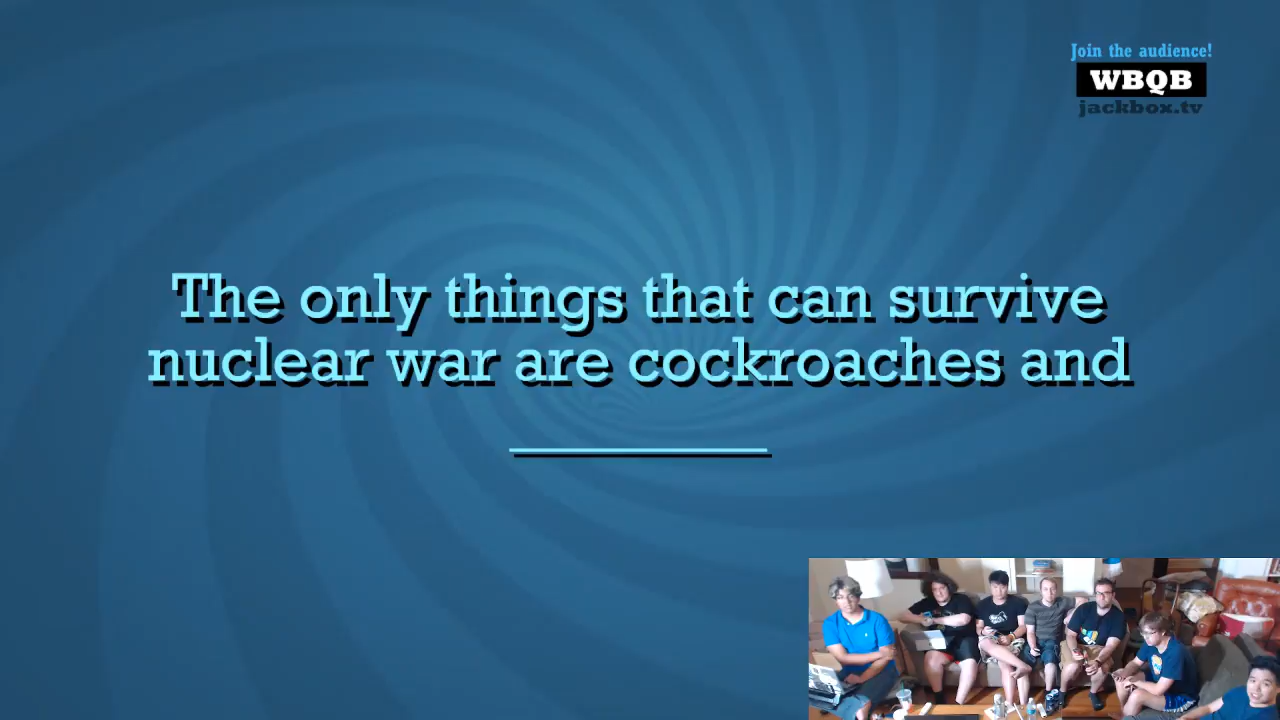 Join the audience!
WBQB
jackbox.tv
The only things that can survive
nuclear war are cockroaches and